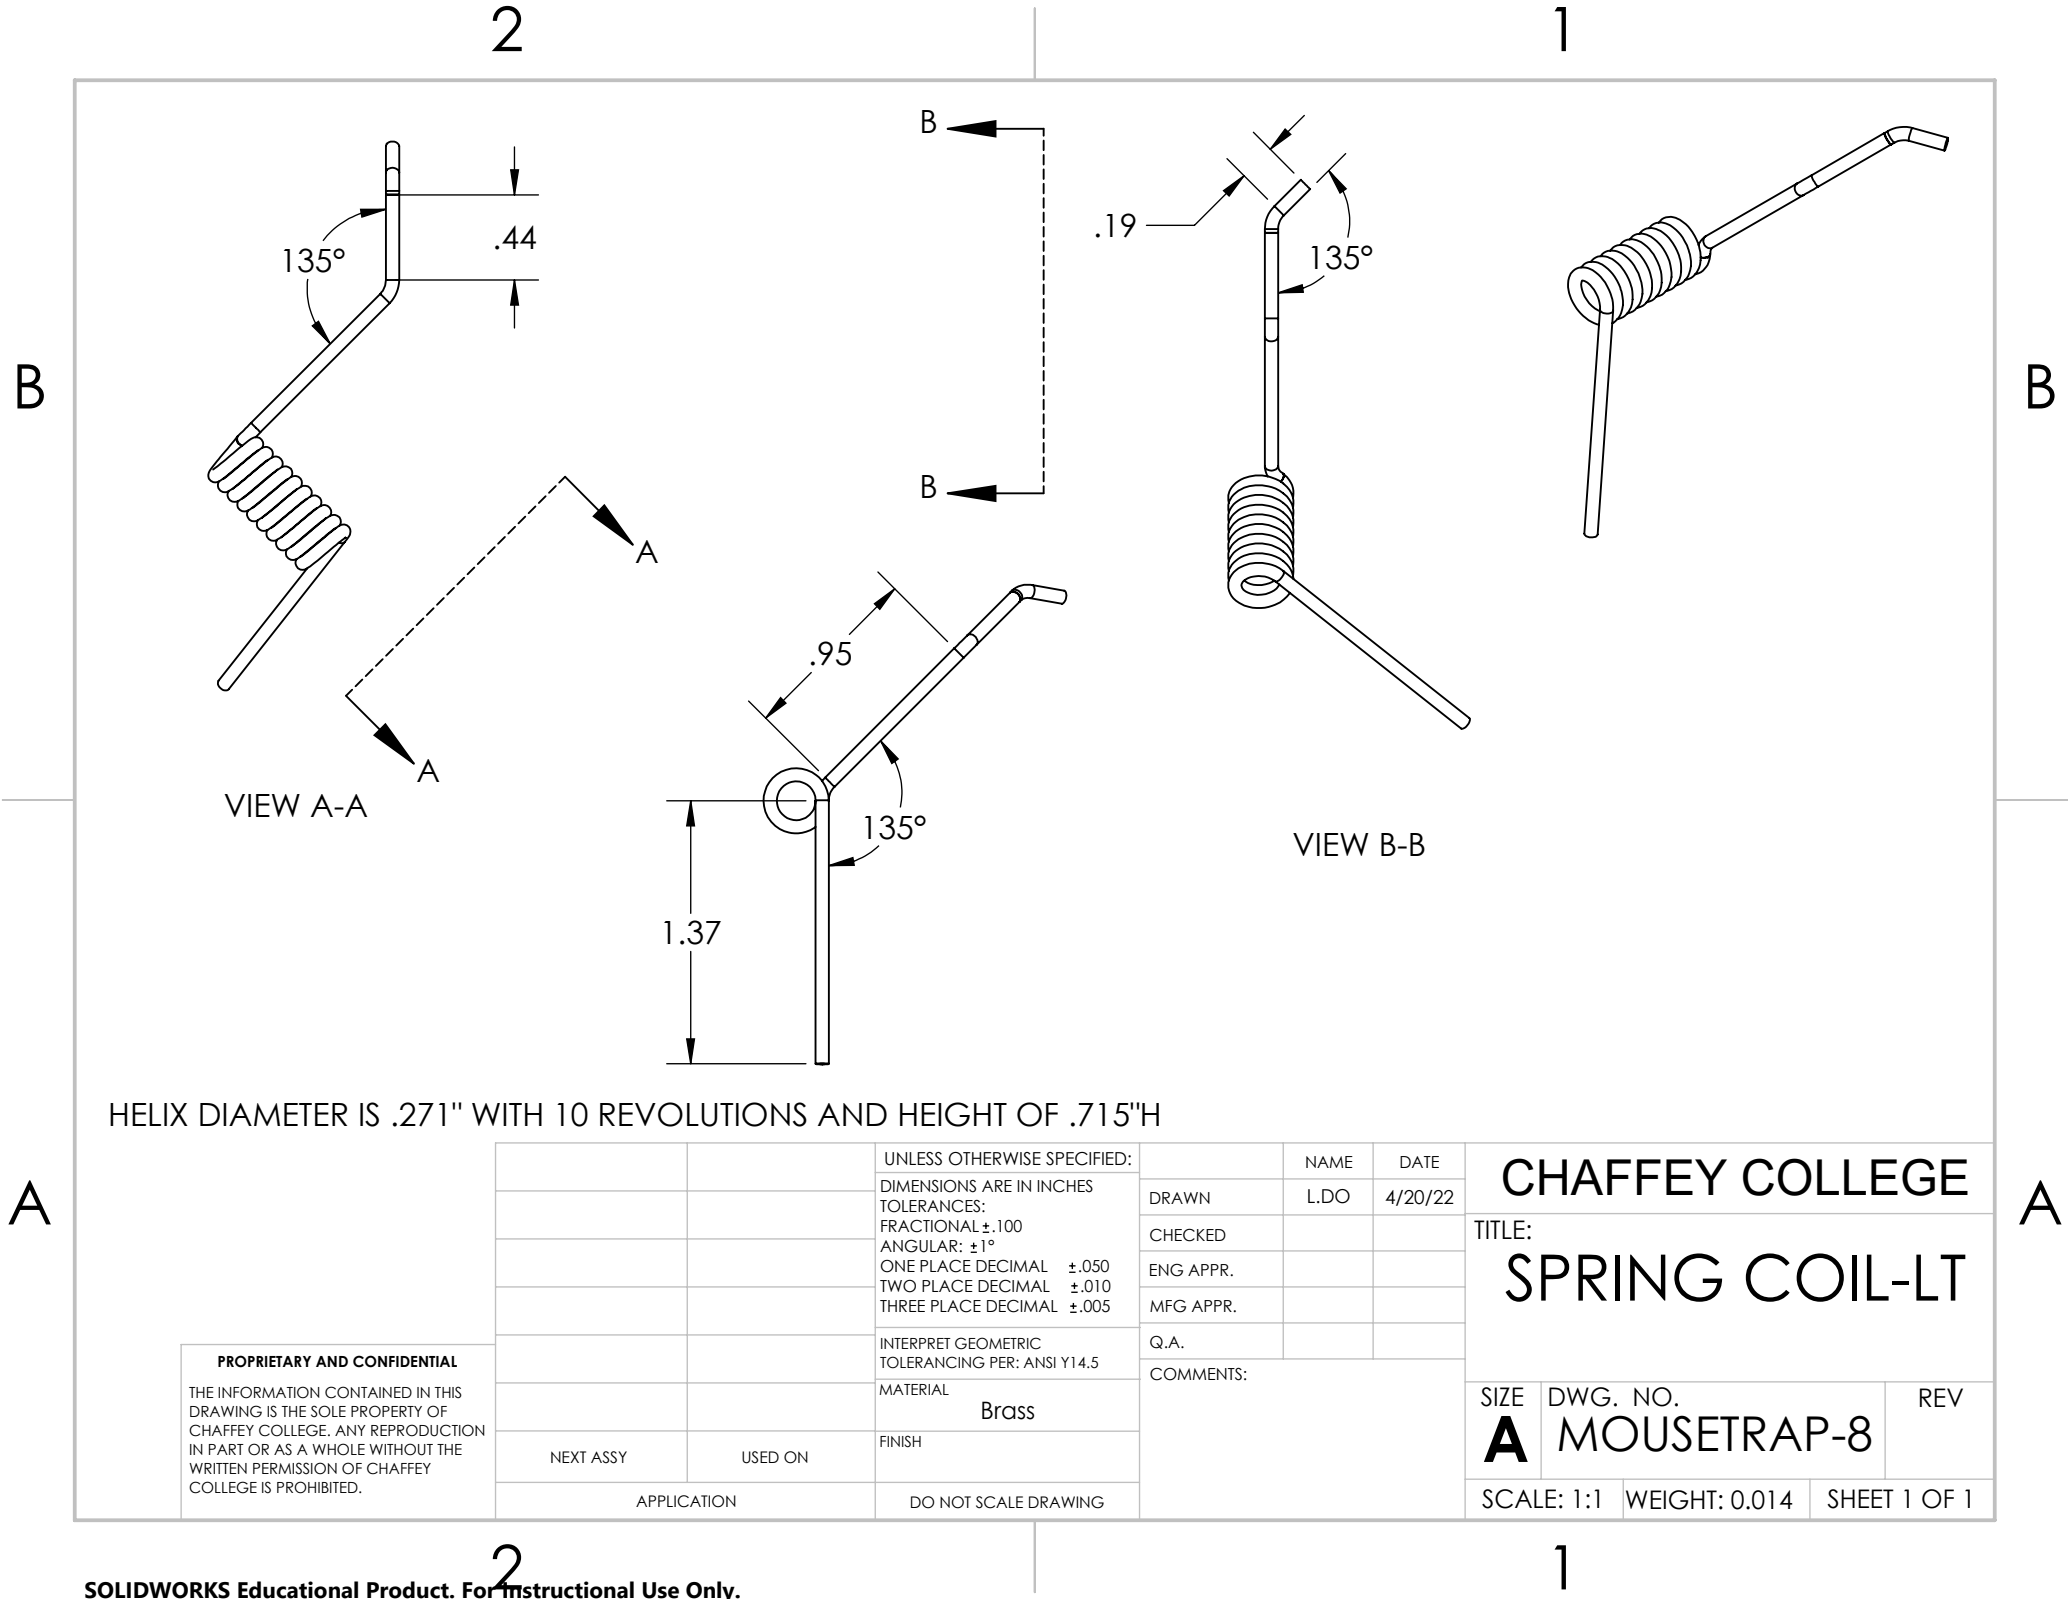 2
1
B
B
A
A
135°
.44
A
A
VIEW A-A
B
B
.95
135°
1.37
.19
135°
VIEW B-B
HELIX DIAMETER IS .271" WITH 10 REVOLUTIONS AND HEIGHT OF .715"H
PROPRIETARY AND CONFIDENTIAL
THE INFORMATION CONTAINED IN THIS
DRAWING IS THE SOLE PROPERTY OF
CHAFFEY COLLEGE. ANY REPRODUCTION
IN PART OR AS A WHOLE WITHOUT THE
WRITTEN PERMISSION OF CHAFFEY
COLLEGE IS PROHIBITED.
NEXT ASSY
USED ON
APPLICATION
UNLESS OTHERWISE SPECIFIED:
DIMENSIONS ARE IN INCHES
TOLERANCES:
FRACTIONAL ±.100
ANGULAR: ±1°
ONE PLACE DECIMAL ±.050
TWO PLACE DECIMAL ±.010
THREE PLACE DECIMAL ±.005
INTERPRET GEOMETRIC
TOLERANCING PER: ANSI Y14.5
MATERIAL
Brass
FINISH
DO NOT SCALE DRAWING
NAME DATE
DRAWN L.DO 4/20/22
CHECKED
ENG APPR.
MFG APPR.
Q.A.
COMMENTS:
CHAFFEY COLLEGE
TITLE:
SPRING COIL-LT
SIZE
A
DWG. NO.
MOUSETRAP-8
REV
SCALE: 1:1
WEIGHT: 0.014
SHEET 1 OF 1
2
1
SOLIDWORKS Educational Product. For Instructional Use Only.